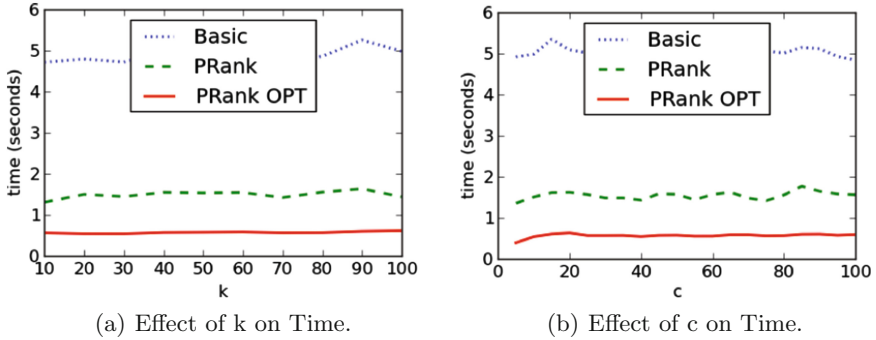 6
5
4
3
2
1
0
time (seconds)
Basic
PRank
PRank OPT
10 20 30 40 50 60 70 80 90 100
k
(a) Effect of k on Time.
6
5
4
3
2
1
0
time (seconds)
Basic
PRank
PRank OPT
0 20 40 60 80 100
c
(b) Effect of c on Time.